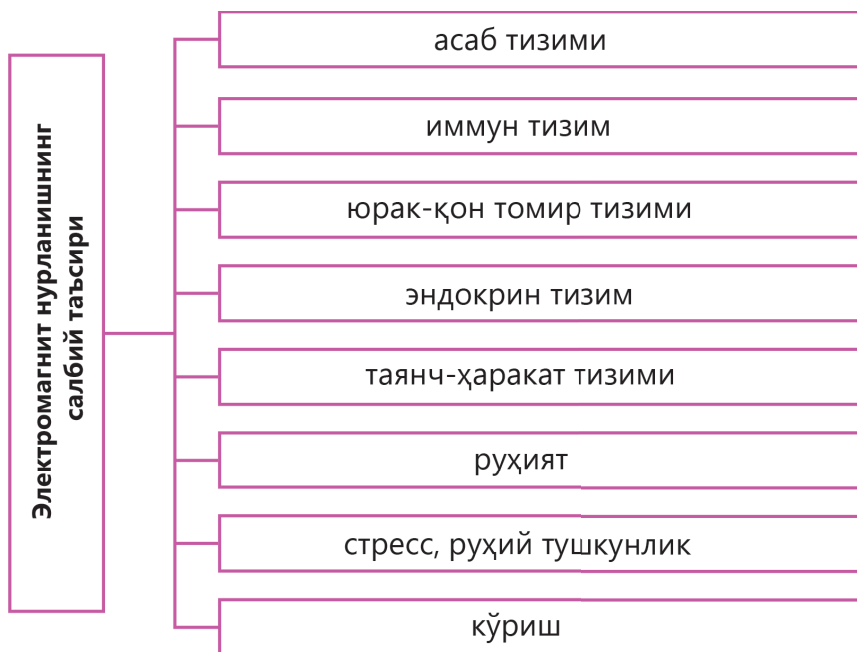 Электромагнит нурланишнинг
салбий таъсири
асаб тизими
иммун тизим
юрак-қон томир тизими
эндокрин тизим
таянч-ҳаракат тизими
руҳият
стресс, руҳий тушкунлик
кўриш